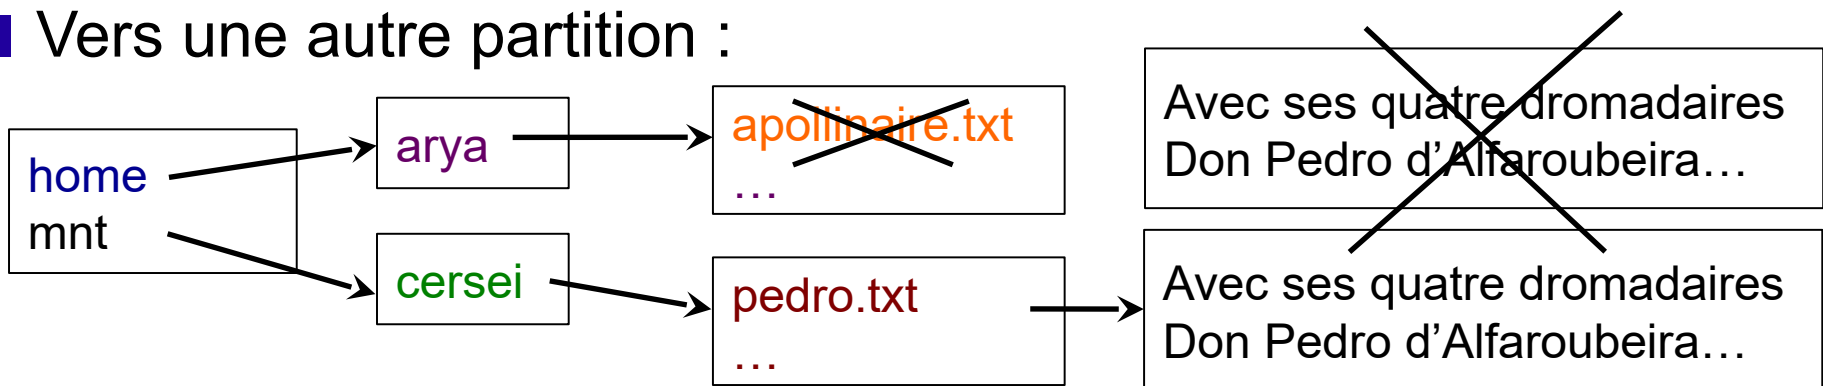 Vers une autre partition :
home
mnt
arya
cersei
apollinaire.txt
…
pedro.txt
…
Avec ses quatre dromadaires
Don Pedro d’Alfaroubeira…
Avec ses quatre dromadaires
Don Pedro d’Alfaroubeira…